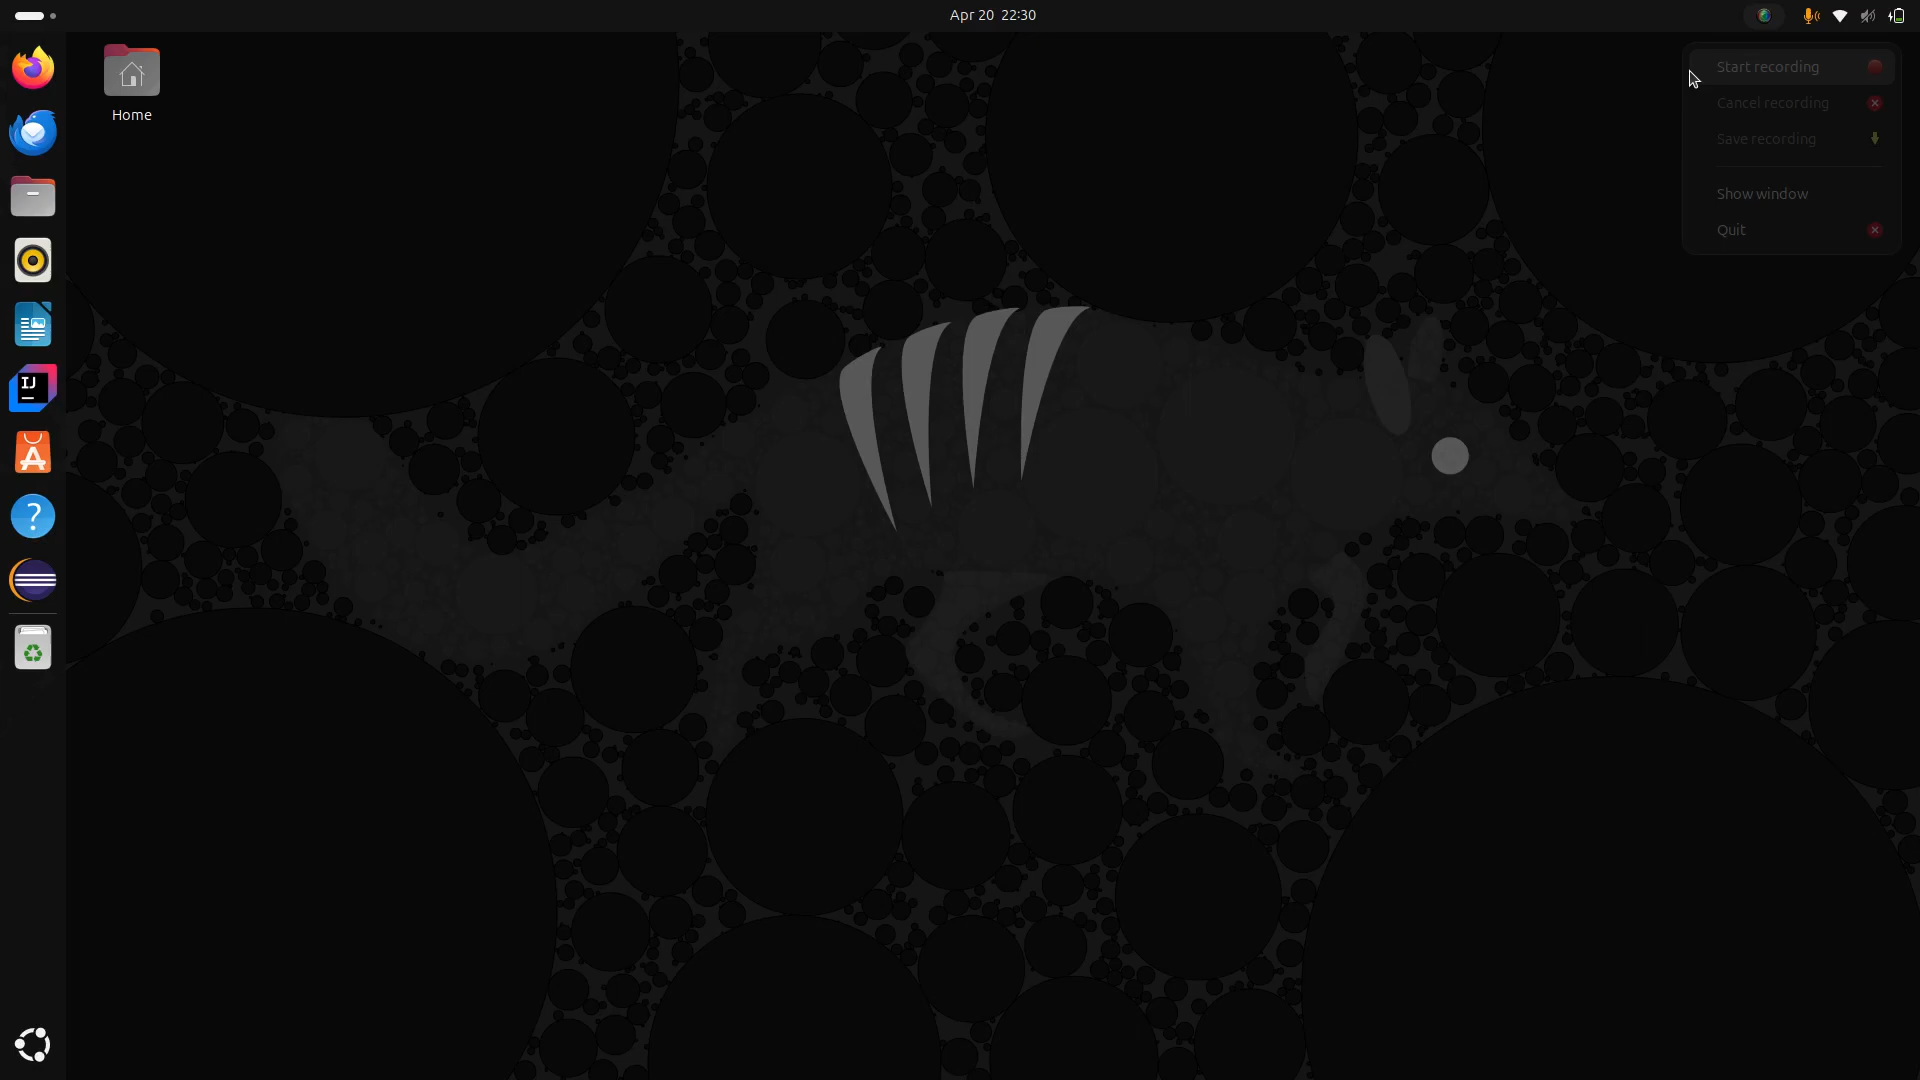 Apr 20 22:30
Home
Start recording
Cancel recording
Save recording
Show window
Quit
IJ
?